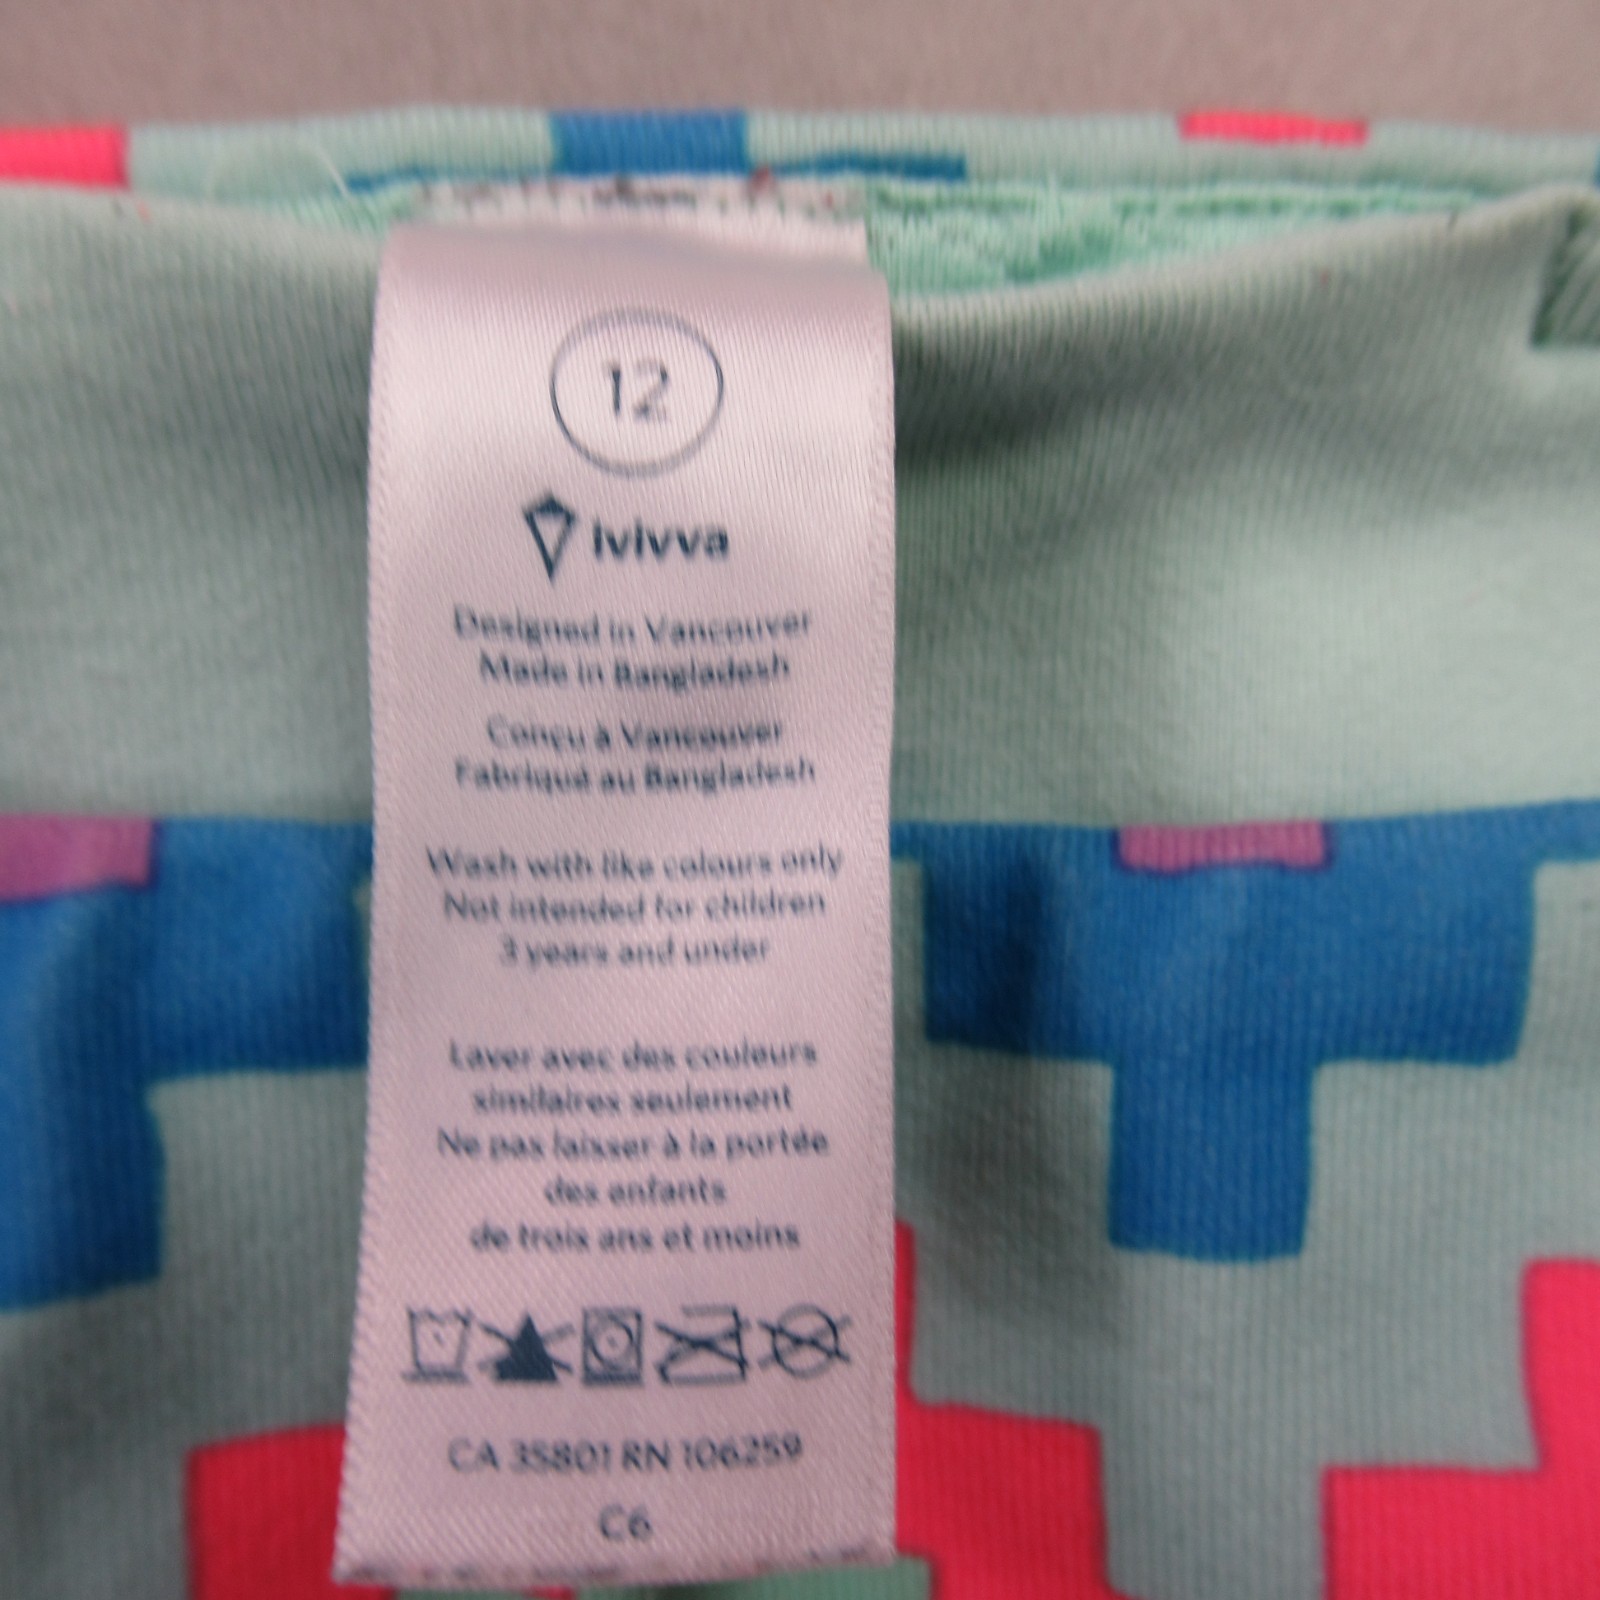 12
ivivva
Designed in Vancouver
Made in Bangladesh
Conçu à Vancouver
Fabriqué au Bangladesh
Wash with like colours only
Not intended for children
3 years and under
Laver avec des couleurs
similaires seulement
Ne pas laisser à la portée
des enfants
de trois ans et moins
CA 35801 RN 106259
C6